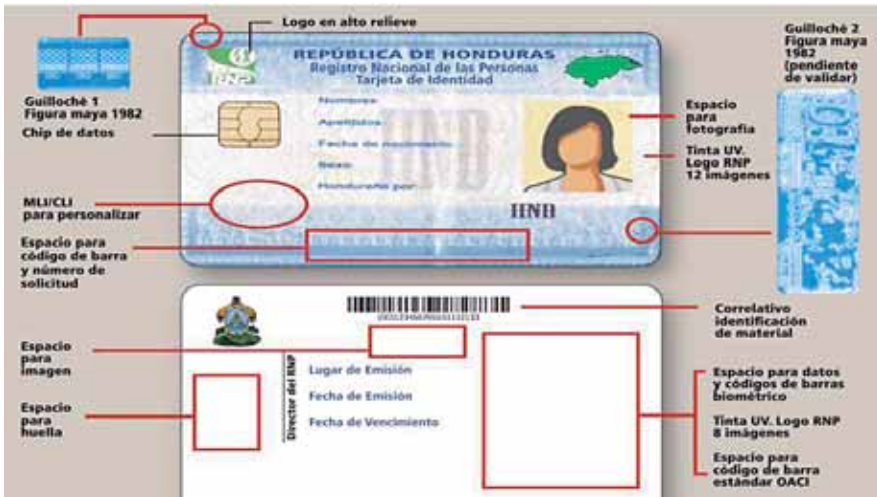 Logo en alto relieve
Guilloché 1
Figura maya 1982
Chip de datos
MLI/CLI
para personalizar
Espacio para
código de barra
y número de
solicitud
RNP
REPÚBLICA DE HONDURAS
Registro Nacional de las Personas
Tarjeta de Identidad
Nombres:
Apellidos:
Fecha de nacimiento:
Sexo:
Hondureño por:
HND
HND
Guilloché 2
Figura maya
1982
(pendiente
de validar)
Espacio
para
fotografía
Tinta UV.
Logo RNP
12 imágenes
Espacio
para
imagen
Espacio
para
huella
Director del RNP
Lugar de Emisión
Fecha de Emisión
Fecha de Vencimiento
Correlativo
identificación
de material
Espacio para datos
y códigos de barras
biométrico
Tinta UV. Logo RNP
8 imágenes
Espacio para
código de barra
estándar OACI